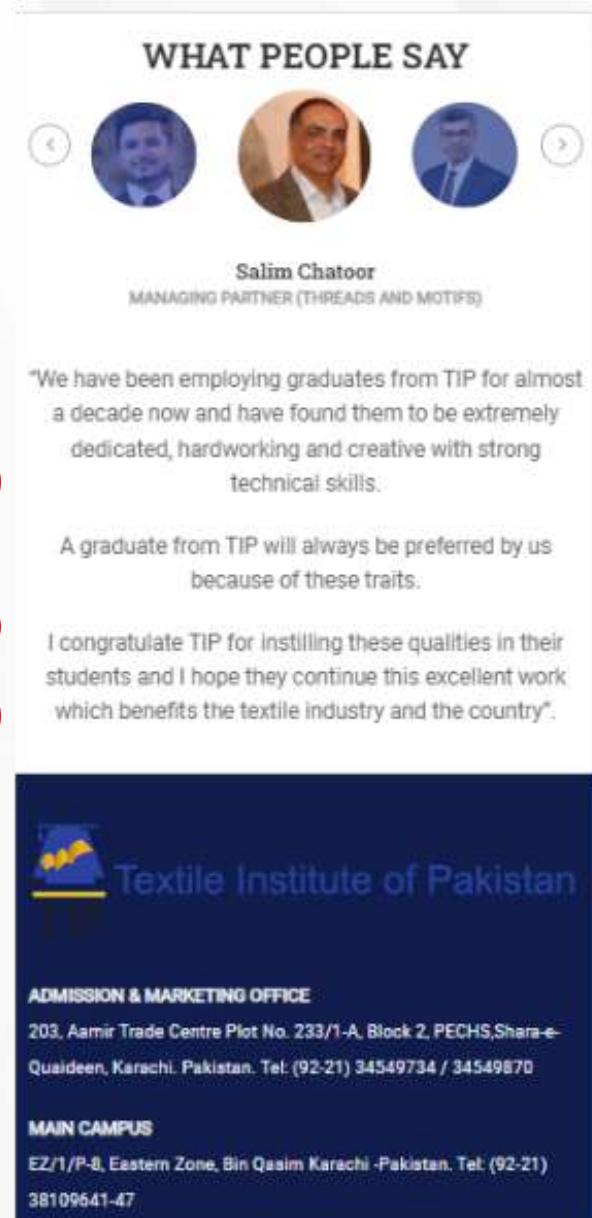 WHAT PEOPLE SAY
Salim Chatoor
MANAGING PARTNER (THREADS AND MOTIFS)
"We have been employing graduates from TIP for almost
a decade now and have found them to be extremely
dedicated, hardworking and creative with strong
technical skills.
A graduate from TIP will always be preferred by us
because of these traits.
I congratulate TIP for instilling these qualities in their
students and I hope they continue this excellent work
which benefits the textile industry and the country".
Textile Institute of Pakistan
TIP
ADMISSION & MARKETING OFFICE
203, Aamir Trade Centre Plot No. 233/1-A, Block 2, PECHS,Shara-e-
Quaideen, Karachi. Pakistan. Tel: (92-21) 34549734 / 34549870
MAIN CAMPUS
EZ/1/P-8, Eastern Zone, Bin Qasim Karachi -Pakistan. Tel: (92-21)
38109641-47